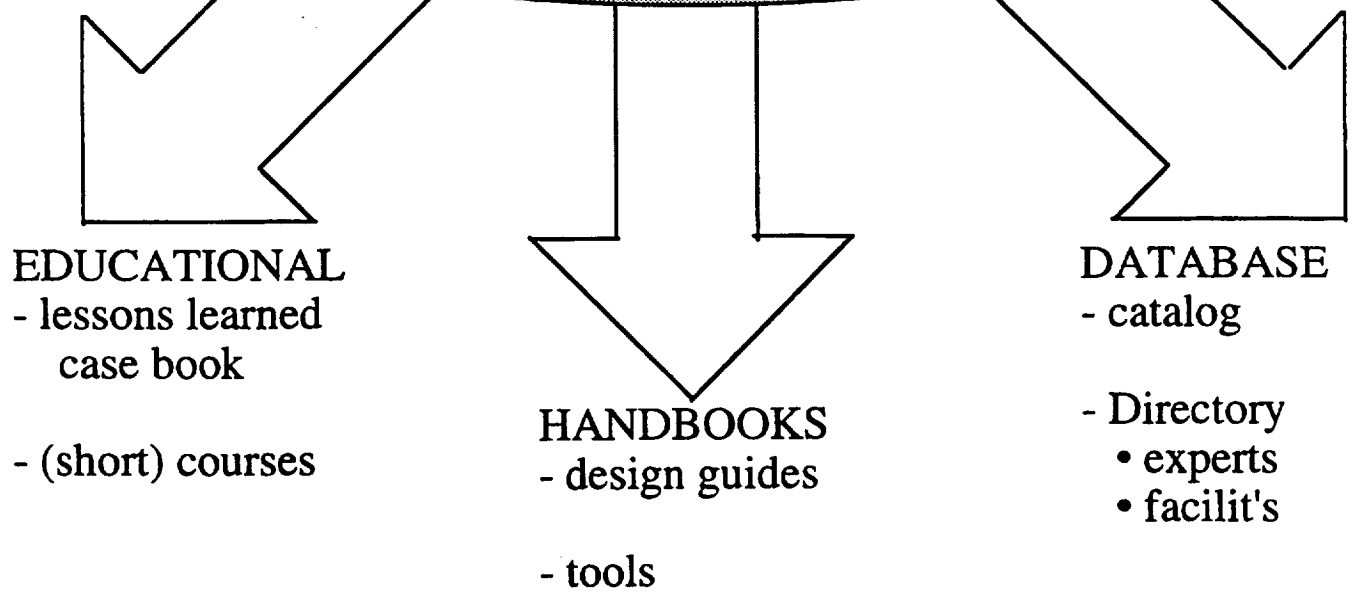 EDUCATIONAL
- lessons learned
case book
- (short) courses
HANDBOOKS
- design guides
- tools
DATABASE
- catalog
- Directory
• experts
• facilit's